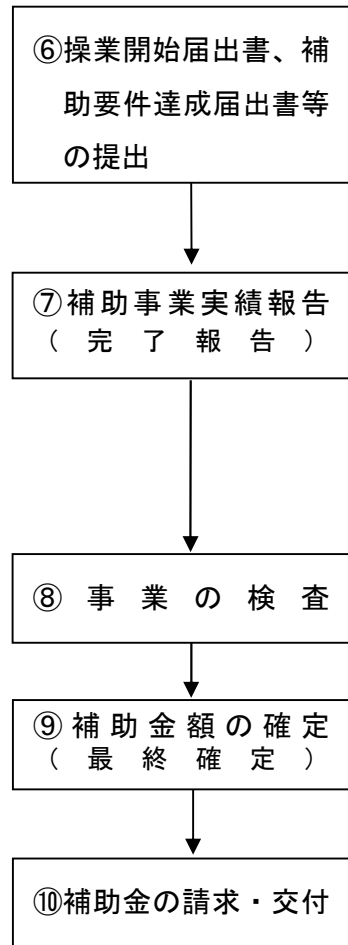 ⑥操業開始届出書、補
助要件達成届出書等
の提出
⑦補助事業実績報告
（完了報告）
⑧事業の検査
⑨補助金額の確定
（最終確定）
⑩補助金の請求・交付